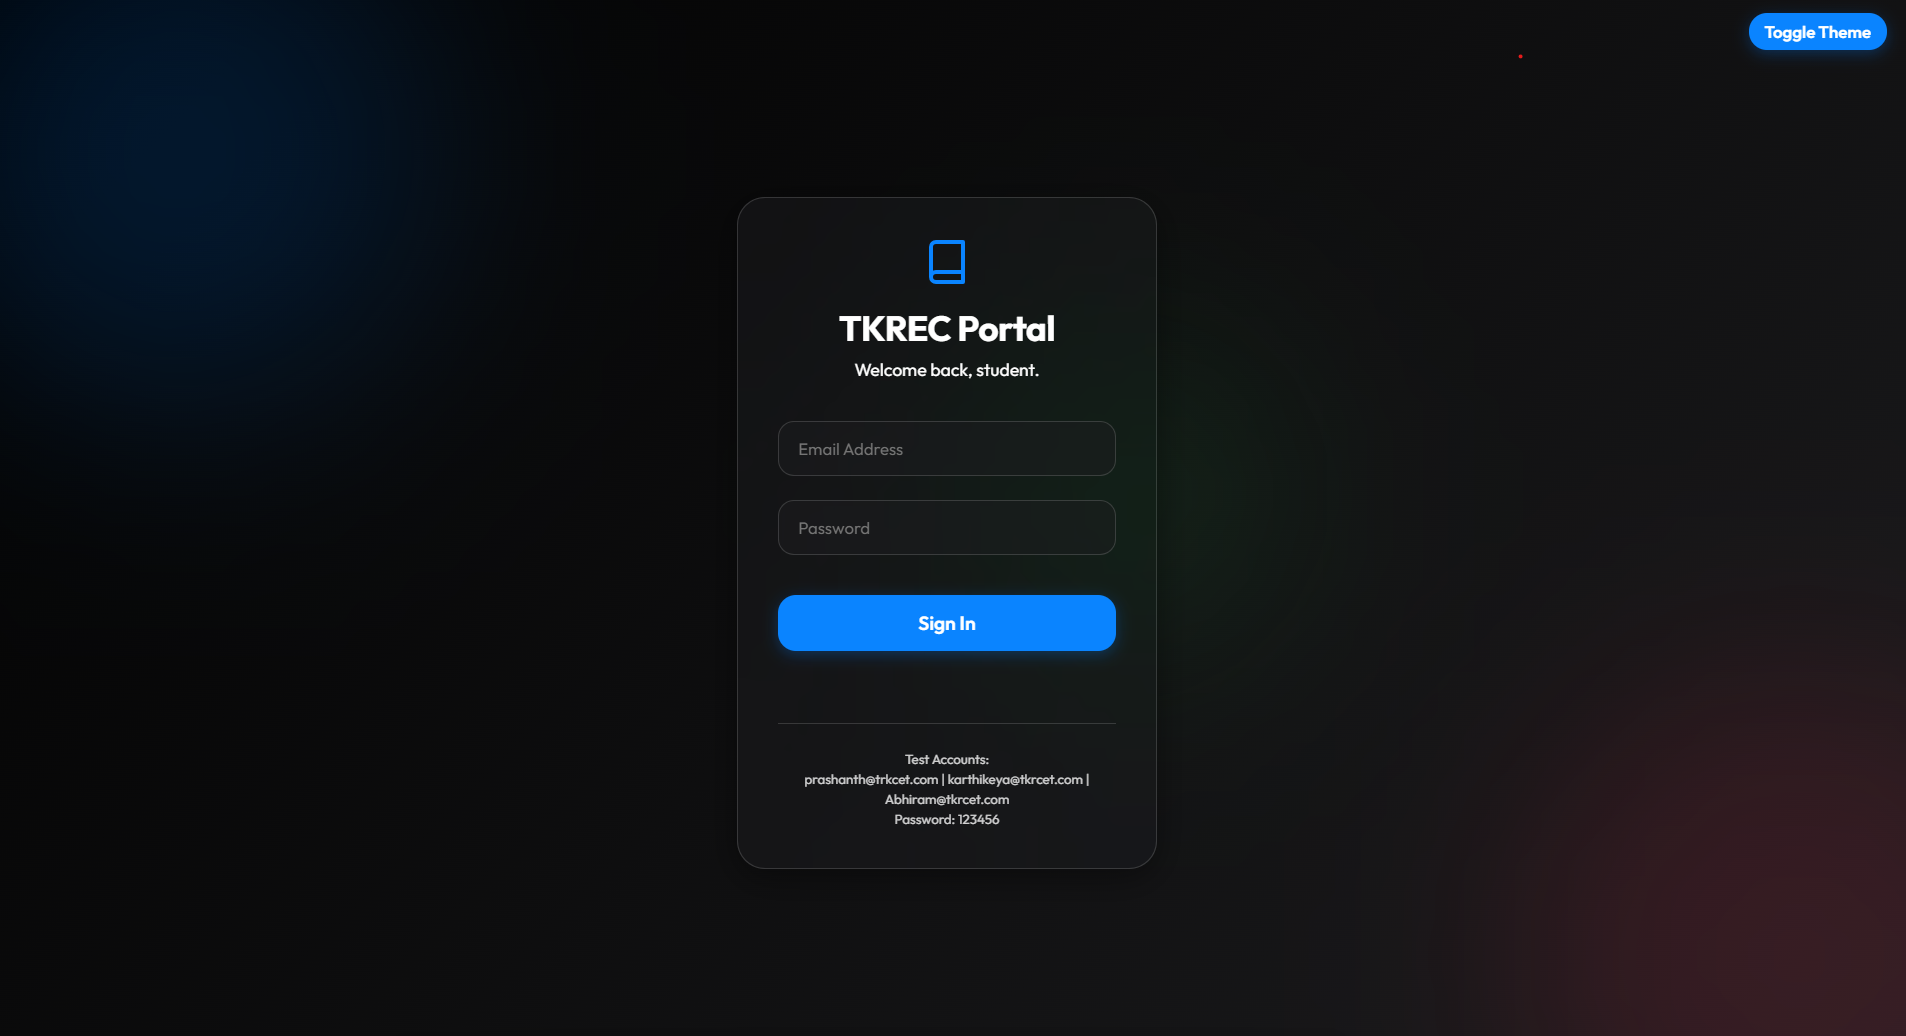 Toggle Theme
TKREC Portal
Welcome back, student.
Email Address
Password
Sign In
Test Accounts:
prashanth@trkcet.com | karthikeya@tkrcet.com |
Abhiram@tkrcet.com
Password: 123456